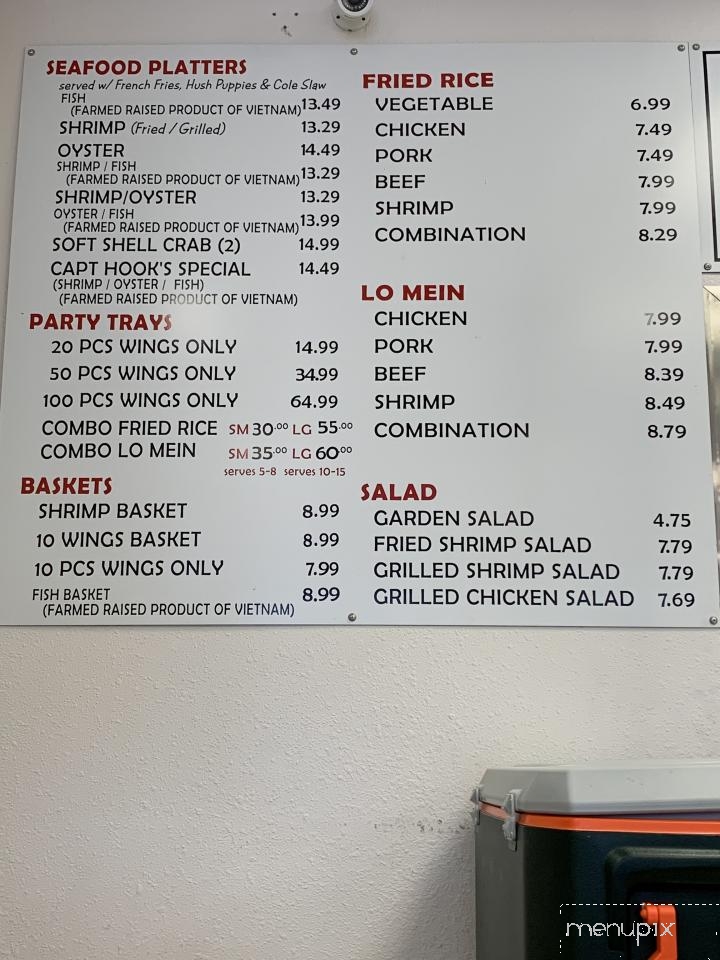 SEAFOOD PLATTERS
served w/ French Fries, Hush Puppies & Cole Slaw
FISH
(FARMED RAISED PRODUCT OF VIETNAM) 13.49
SHRIMP (Fried / Grilled) 13.29
OYSTER 14.49
SHRIMP / FISH
(FARMED RAISED PRODUCT OF VIETNAM) 13.29
SHRIMP/OYSTER 13.29
OYSTER / FISH
(FARMED RAISED PRODUCT OF VIETNAM) 13.99
SOFT SHELL CRAB (2) 14.99
CAPT HOOK'S SPECIAL 14.49
(SHRIMP / OYSTER / FISH)
(FARMED RAISED PRODUCT OF VIETNAM)
PARTY TRAYS
20 PCS WINGS ONLY 14.99
50 PCS WINGS ONLY 34.99
100 PCS WINGS ONLY 64.99
COMBO FRIED RICE SM 30.00 LG 55.00
COMBO LO MEIN SM 35.00 LG 60.00
serves 5-8 serves 10-15
BASKETS
SHRIMP BASKET 8.99
10 WINGS BASKET 8.99
10 PCS WINGS ONLY 7.99
FISH BASKET 8.99
(FARMED RAISED PRODUCT OF VIETNAM)
FRIED RICE
VEGETABLE 6.99
CHICKEN 7.49
PORK 7.49
BEEF 7.99
SHRIMP 7.99
COMBINATION 8.29
LO MEIN
CHICKEN 7.99
PORK 7.99
BEEF 8.39
SHRIMP 8.49
COMBINATION 8.79
SALAD
GARDEN SALAD 4.75
FRIED SHRIMP SALAD 7.79
GRILLED SHRIMP SALAD 7.79
GRILLED CHICKEN SALAD 7.69
menupix